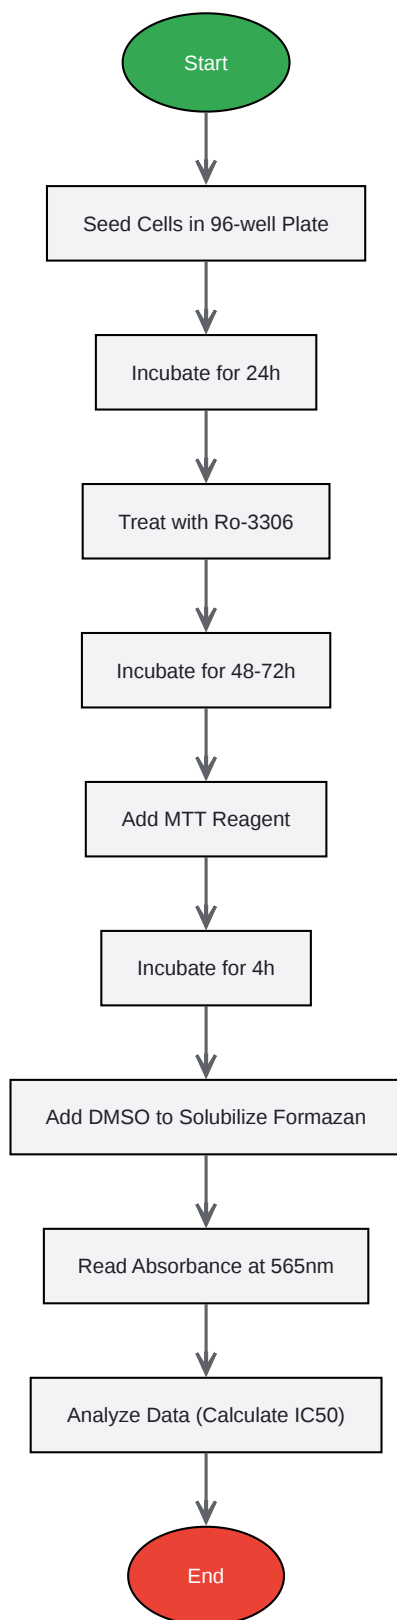 Start
Seed Cells in 96-well Plate
Incubate for 24h
Treat with Ro-3306
Incubate for 48-72h
Add MTT Reagent
Incubate for 4h
Add DMSO to Solubilize Formazan
Read Absorbance at 565nm
Analyze Data (Calculate IC50)
End